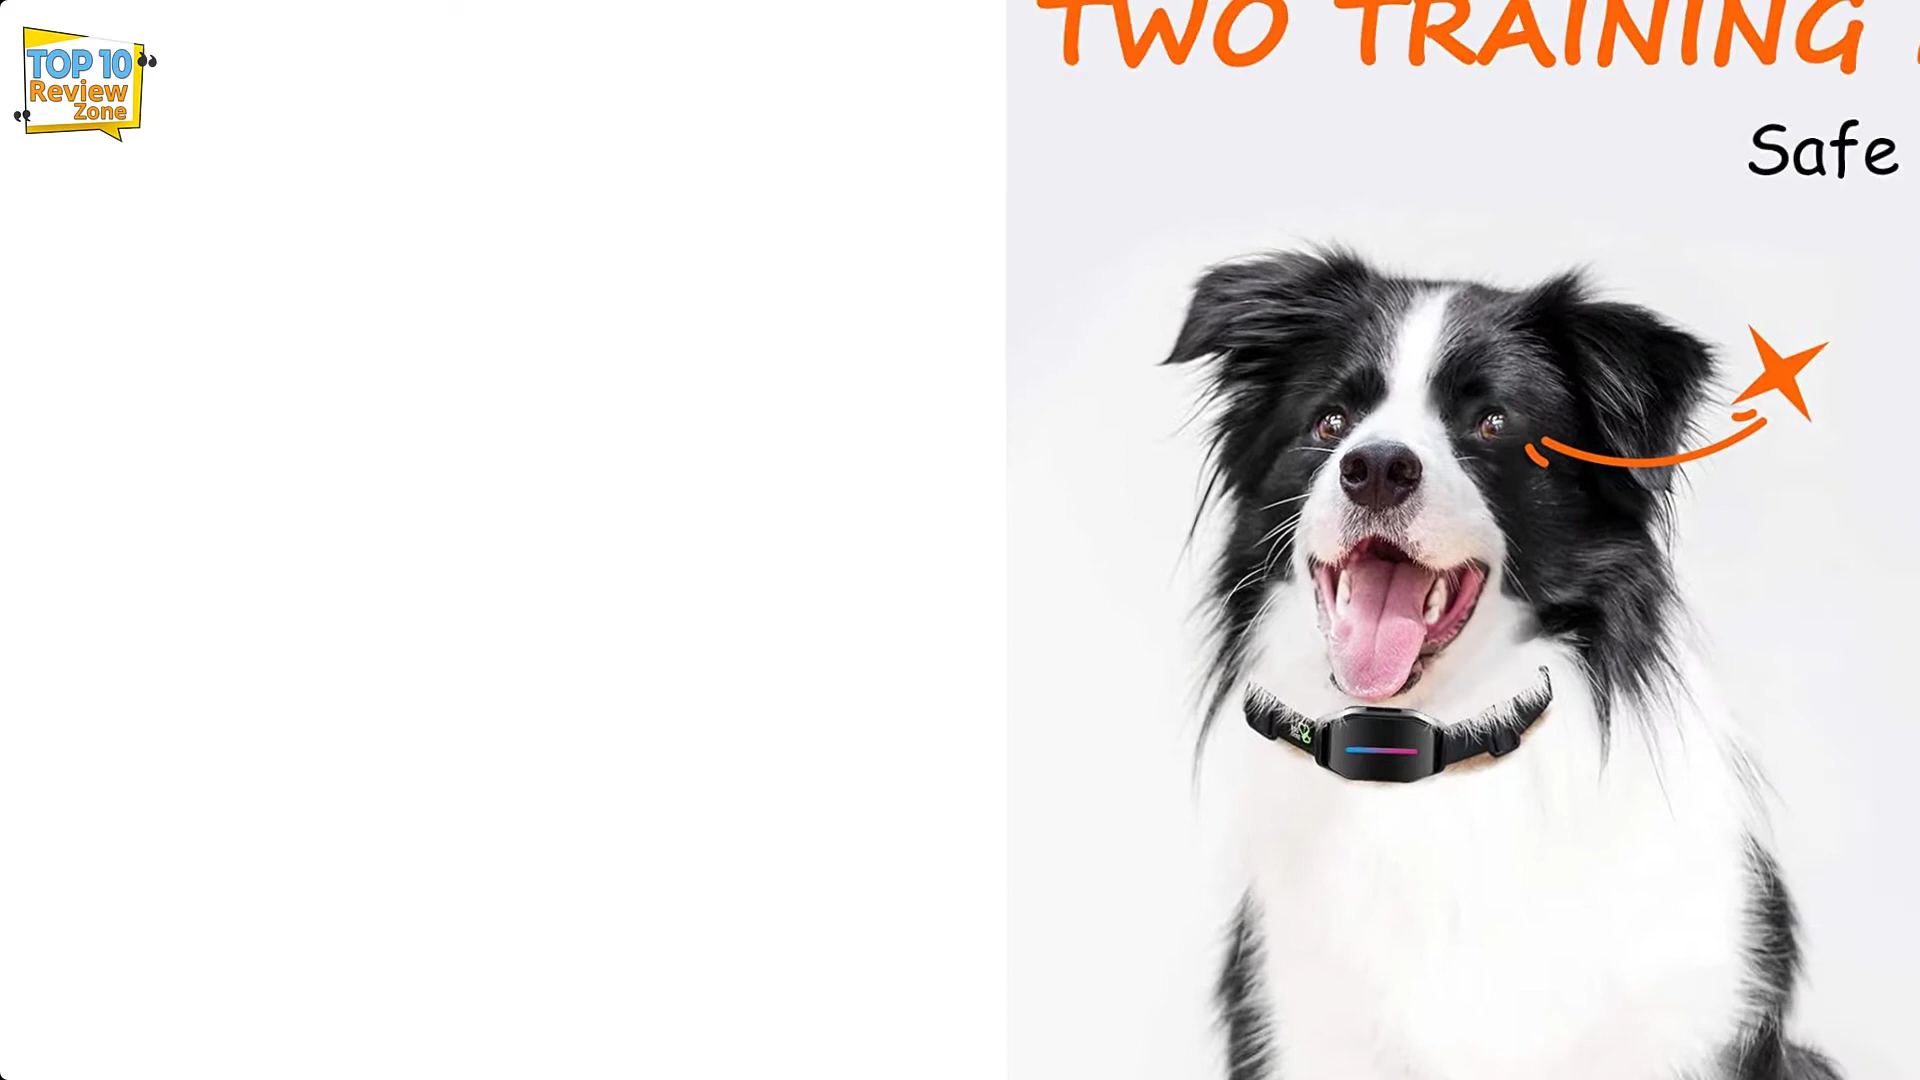 TOP 10
Review
Zone
TWO TRAINING
Safe